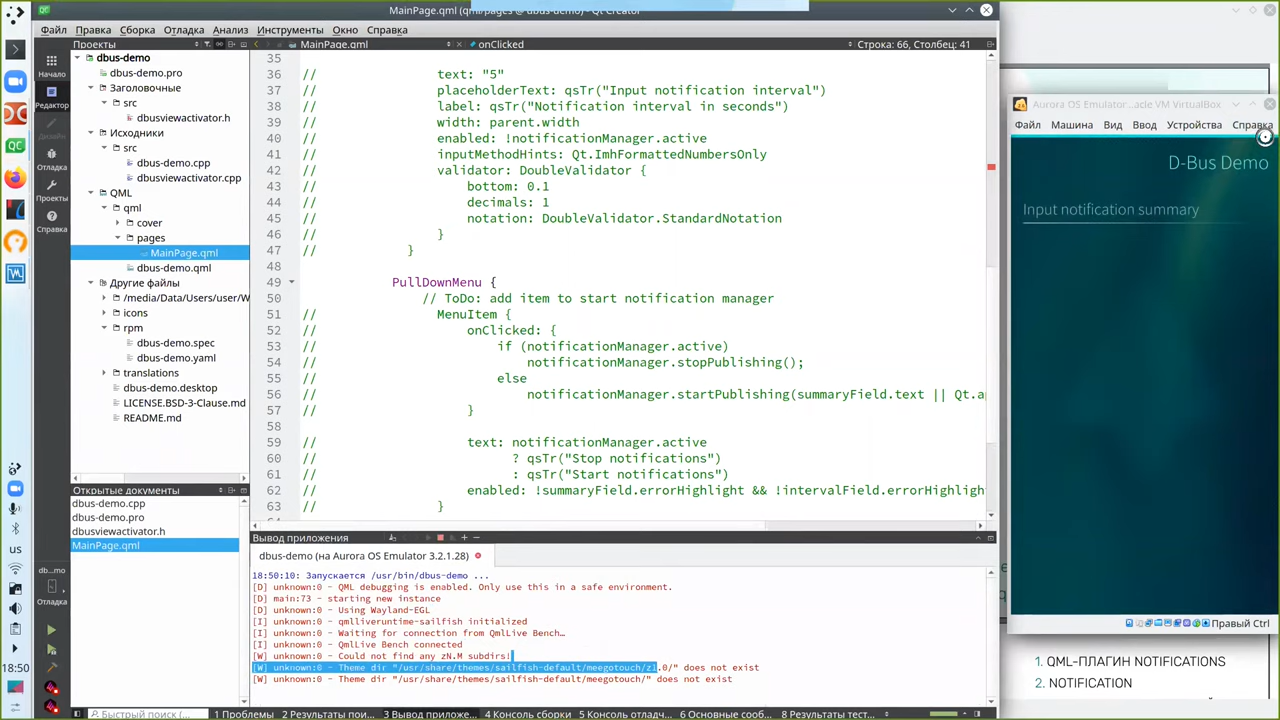 MainPage.qml (qml/pages @ dbus-demo) - Qt Creator
Файл Правка Сборка Отладка Анализ Инструменты Окно Справка
Проекты
MainPage.qml
onClicked
Строка: 66, Столбец: 41
Начало
Редактор
Дизайн
Отладка
Проекты
Справка
dbus-demo
dbus-demo.pro
Заголовочные
src
dbusviewactivator.h
Исходники
src
dbus-demo.cpp
dbusviewactivator.cpp
QML
qml
cover
pages
MainPage.qml
dbus-demo.qml
Другие файлы
/media/Data/Users/user/W
icons
rpm
dbus-demo.spec
dbus-demo.yaml
translations
dbus-demo.desktop
LICENSE.BSD-3-Clause.md
README.md
Открытые документы
dbus-demo.cpp
dbus-demo.pro
dbusviewactivator.h
MainPage.qml
35
36 // text: "5"
37 // placeholderText: qsTr("Input notification interval")
38 // label: qsTr("Notification interval in seconds")
39 // width: parent.width
40 // enabled: !notificationManager.active
41 // inputMethodHints: Qt.ImhFormattedNumbersOnly
42 // validator: DoubleValidator {
43 // bottom: 0.1
44 // decimals: 1
45 // notation: DoubleValidator.StandardNotation
46 // }
47 // }
48
49 PullDownMenu {
50 // ToDo: add item to start notification manager
51 // MenuItem {
52 // onClicked: {
53 // if (notificationManager.active)
54 // notificationManager.stopPublishing();
55 // else
56 // notificationManager.startPublishing(summaryField.text || Qt.ap
57 // }
58
59 // text: notificationManager.active
60 // ? qsTr("Stop notifications")
61 // : qsTr("Start notifications")
62 // enabled: !summaryField.errorHighlight && !intervalField.errorHighligh
63 // }
Вывод приложения
dbus-demo (на Aurora OS Emulator 3.2.1.28)
18:50:10: Запускается /usr/bin/dbus-demo ...
[D] unknown:0 - QML debugging is enabled. Only use this in a safe environment.
[D] main:73 - starting new instance
[D] unknown:0 - Using Wayland-EGL
[I] unknown:0 - qmlliveruntime-sailfish initialized
[I] unknown:0 - Waiting for connection from QmlLive Bench…
[I] unknown:0 - QmlLive Bench connected
[W] unknown:0 - Could not find any zN.M subdirs!
[W] unknown:0 - Theme dir "/usr/share/themes/sailfish-default/meegotouch/z1.0/" does not exist
[W] unknown:0 - Theme dir "/usr/share/themes/sailfish-default/meegotouch/" does not exist
us
18:50
db...mo
Отладка
Быстрый поиск (...
1 Проблемы
2 Результаты пои...
3 Вывод приложе...
4 Консоль сборки
5 Консоль отлад...
6 Основные сооб...
8 Результаты тест...
Aurora OS Emulator...acle VM VirtualBox
Файл Машина Вид Ввод Устройства Справка
D-Bus Demo
Input notification summary
Правый Ctrl
1. QML-ПЛАГИН NOTIFICATIONS
2. NOTIFICATION